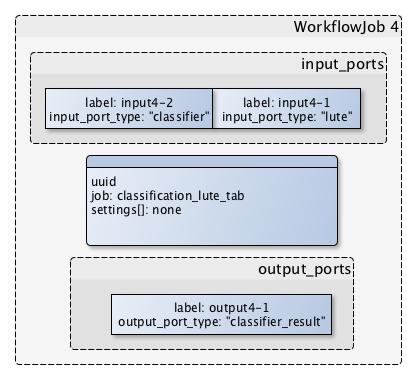 WorkflowJob 4
input_ports
label: input4-2
input_port_type: "classifier"
label: input4-1
input_port_type: "lute"
uuid
job: classification_lute_tab
settings[]: none
output_ports
label: output4-1
output_port_type: "classifier_result"